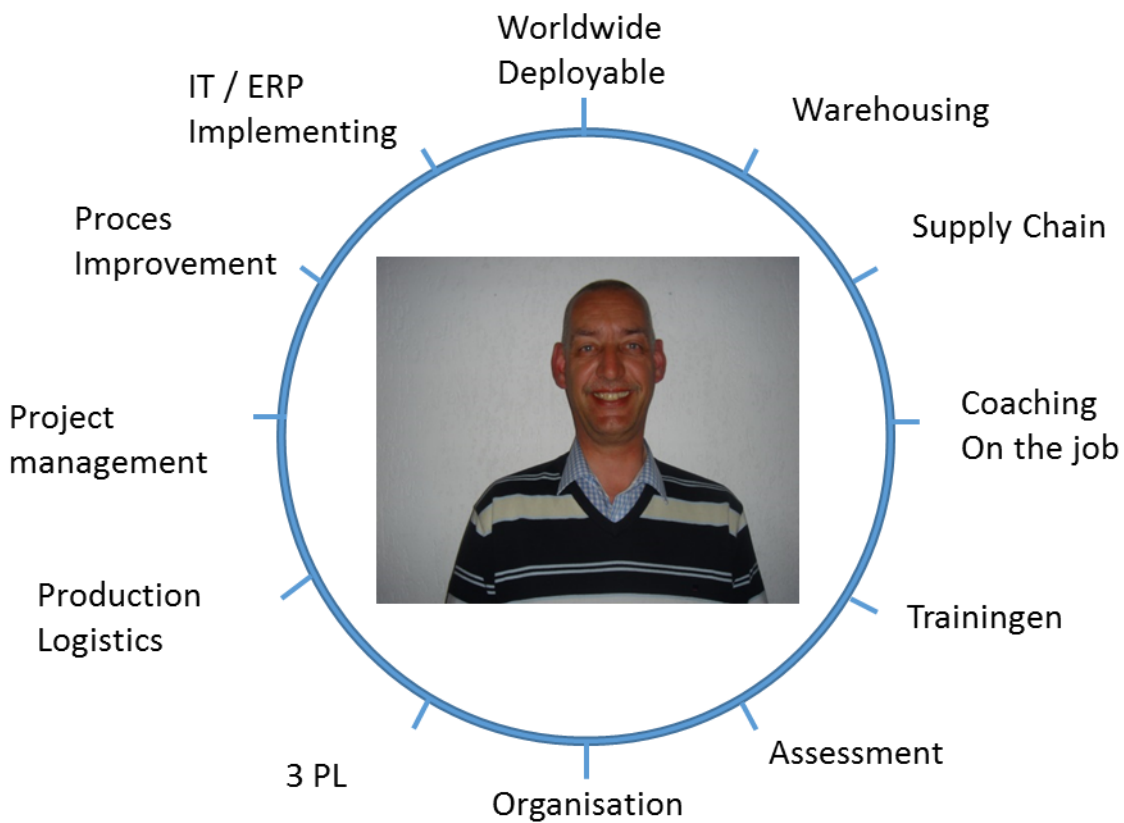 Worldwide
Deployable
Warehousing
Supply Chain
Coaching
On the job
Trainingen
Assessment
Organisation
3 PL
Production
Logistics
Project
management
Proces
Improvement
IT / ERP
Implementing